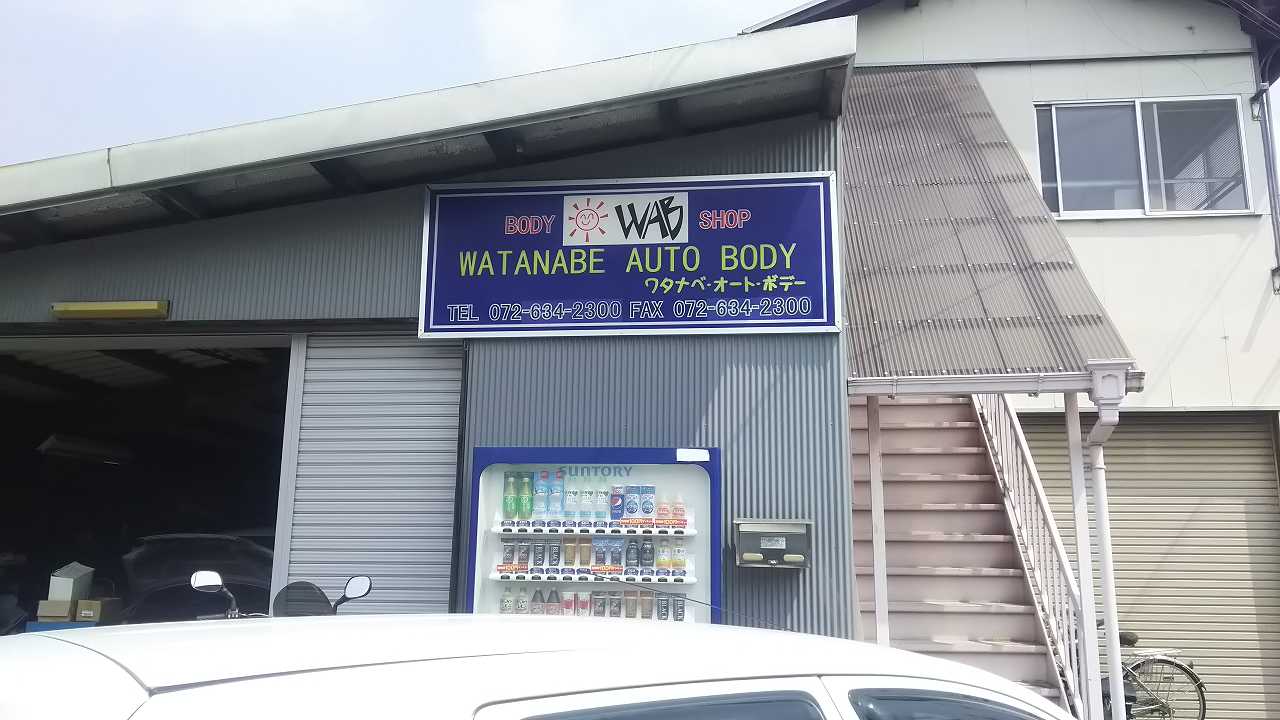 BODY WAB SHOP
WATANABE AUTO BODY
ワタナベ・オート・ボデー
TEL 072-634-2300 FAX 072-634-2300
SUNTORY